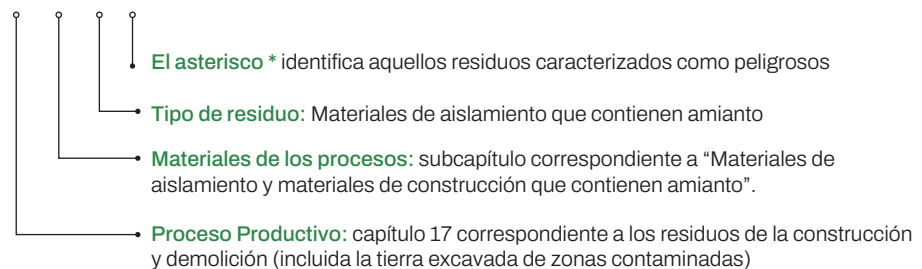 El asterisco * identifica aquellos residuos caracterizados como peligrosos
Tipo de residuo: Materiales de aislamiento que contienen amianto
Materiales de los procesos: subcapítulo correspondiente a “Materiales de
aislamiento y materiales de construcción que contienen amianto”.
Proceso Productivo: capítulo 17 correspondiente a los residuos de la construcción
y demolición (incluida la tierra excavada de zonas contaminadas)